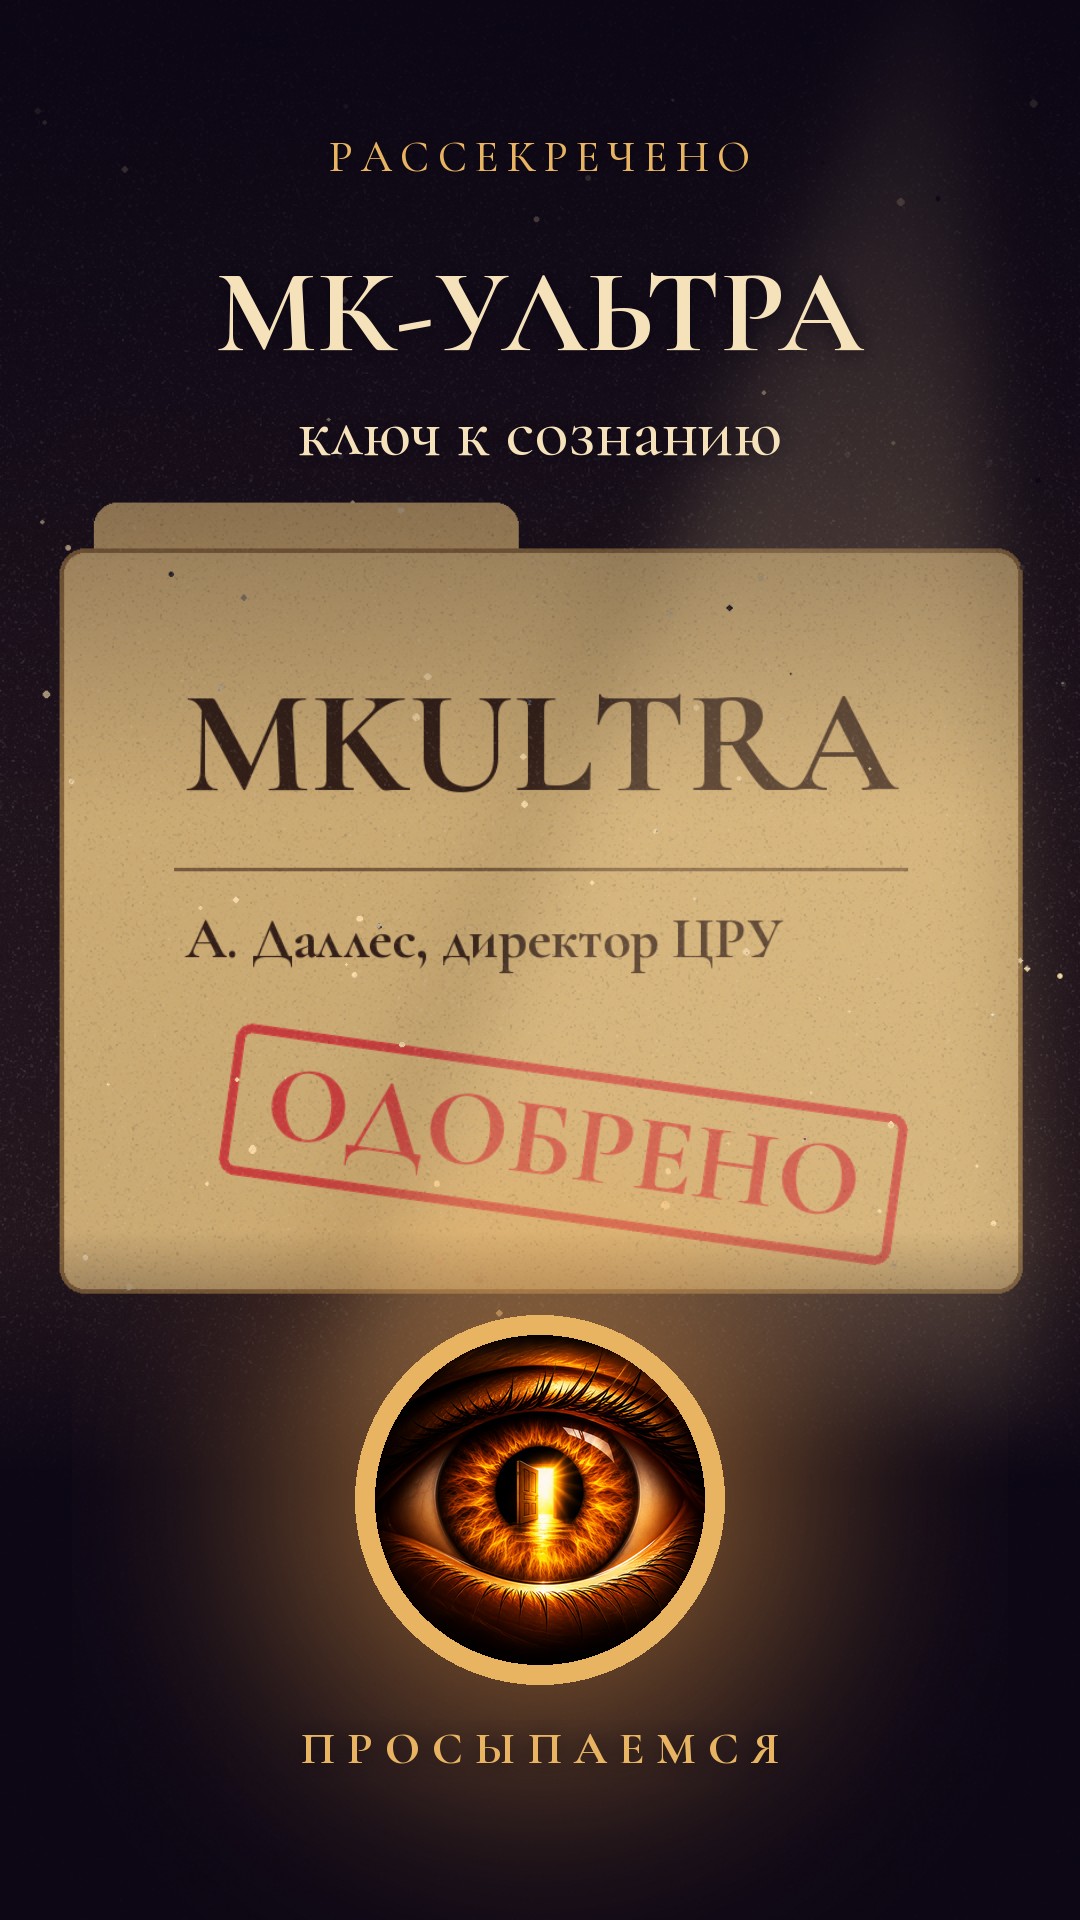 РАССЕКРЕЧЕНО
МК-УЛЬТРА
ключ к сознанию
MKULTRA
А. Даллес, директор ЦРУ
ОДОБРЕНО
ПРОСЫПАЕМСЯ